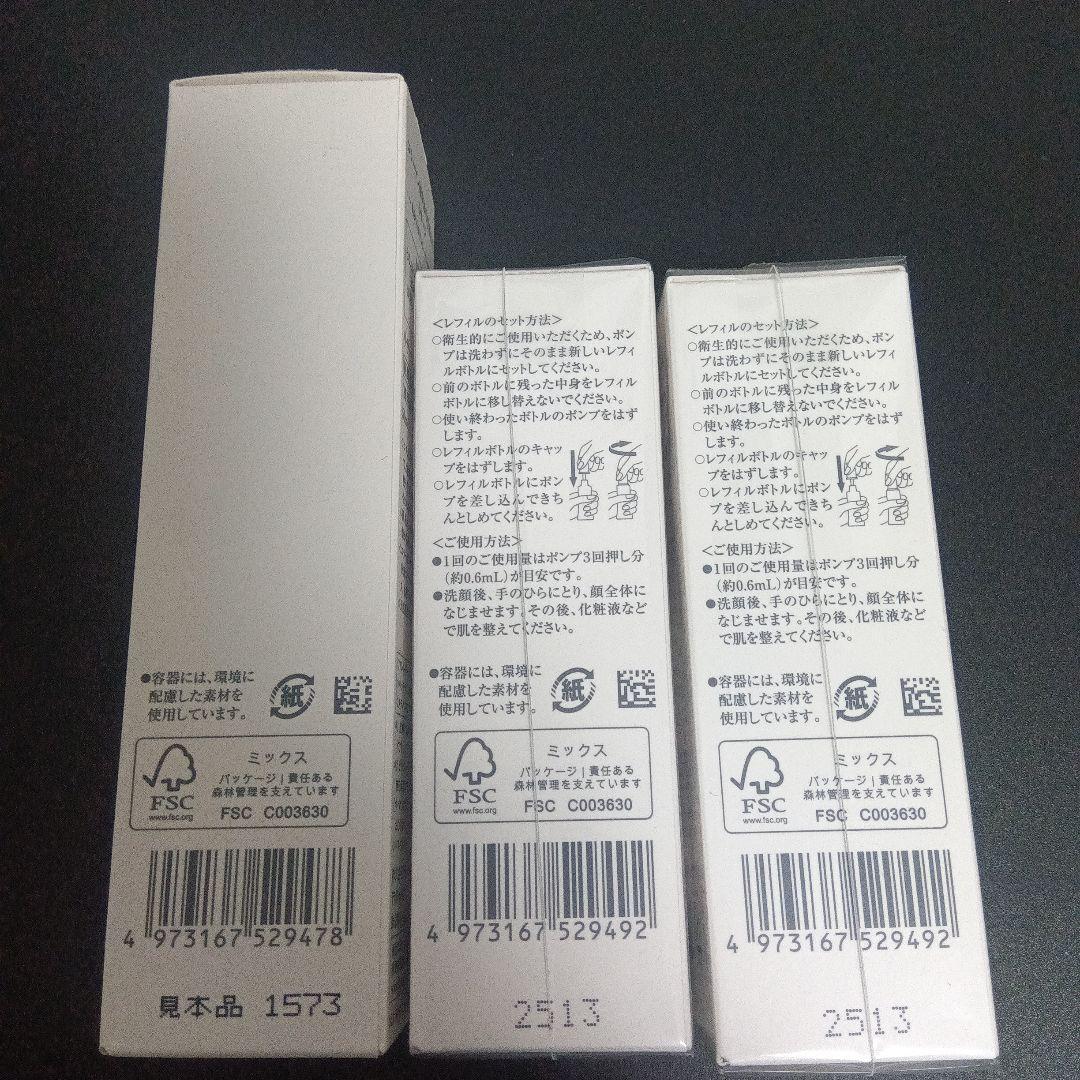 ●容器には、環境に
配慮した素材を
使用しています。
紙
FSC
www.fsc.org
ミックス
パッケージ | 責任ある
森林管理を支えています
FSC C003630
4 973167 529478
見本品 1573
<レフィルのセット方法>
○衛生的にご使用いただくため、ポン
プは洗わずにそのまま新しいレフィ
ルボトルにセットしてください。
○前のボトルに残った中身をレフィル
ボトルに移し替えないでください。
○使い終わったボトルのポンプをはず
します。
○レフィルボトルのキャッ
プをはずします。
○レフィルボトルにポン
プを差し込んできち
んとしめてください。
<ご使用方法>
●1回のご使用量はポンプ3回押し分
(約0.6mL)が目安です。
●洗顔後、手のひらにとり、顔全体に
なじませます。その後、化粧液など
で肌を整えてください。
●容器には、環境に
配慮した素材を
使用しています。
紙
FSC
www.fsc.org
ミックス
パッケージ | 責任ある
森林管理を支えています
FSC C003630
4 973167 529492
2513
<レフィルのセット方法>
○衛生的にご使用いただくため、ポン
プは洗わずにそのまま新しいレフィ
ルボトルにセットしてください。
○前のボトルに残った中身をレフィル
ボトルに移し替えないでください。
○使い終わったボトルのポンプをはず
します。
○レフィルボトルのキャッ
プをはずします。
○レフィルボトルにポン
プを差し込んできち
んとしめてください。
<ご使用方法>
●1回のご使用量はポンプ3回押し分
(約0.6mL)が目安です。
●洗顔後、手のひらにとり、顔全体に
なじませます。その後、化粧液など
で肌を整えてください。
●容器には、環境に
配慮した素材を
使用しています。
紙
FSC
www.fsc.org
ミックス
パッケージ | 責任ある
森林管理を支えています
FSC C003630
4 973167 529492
2513